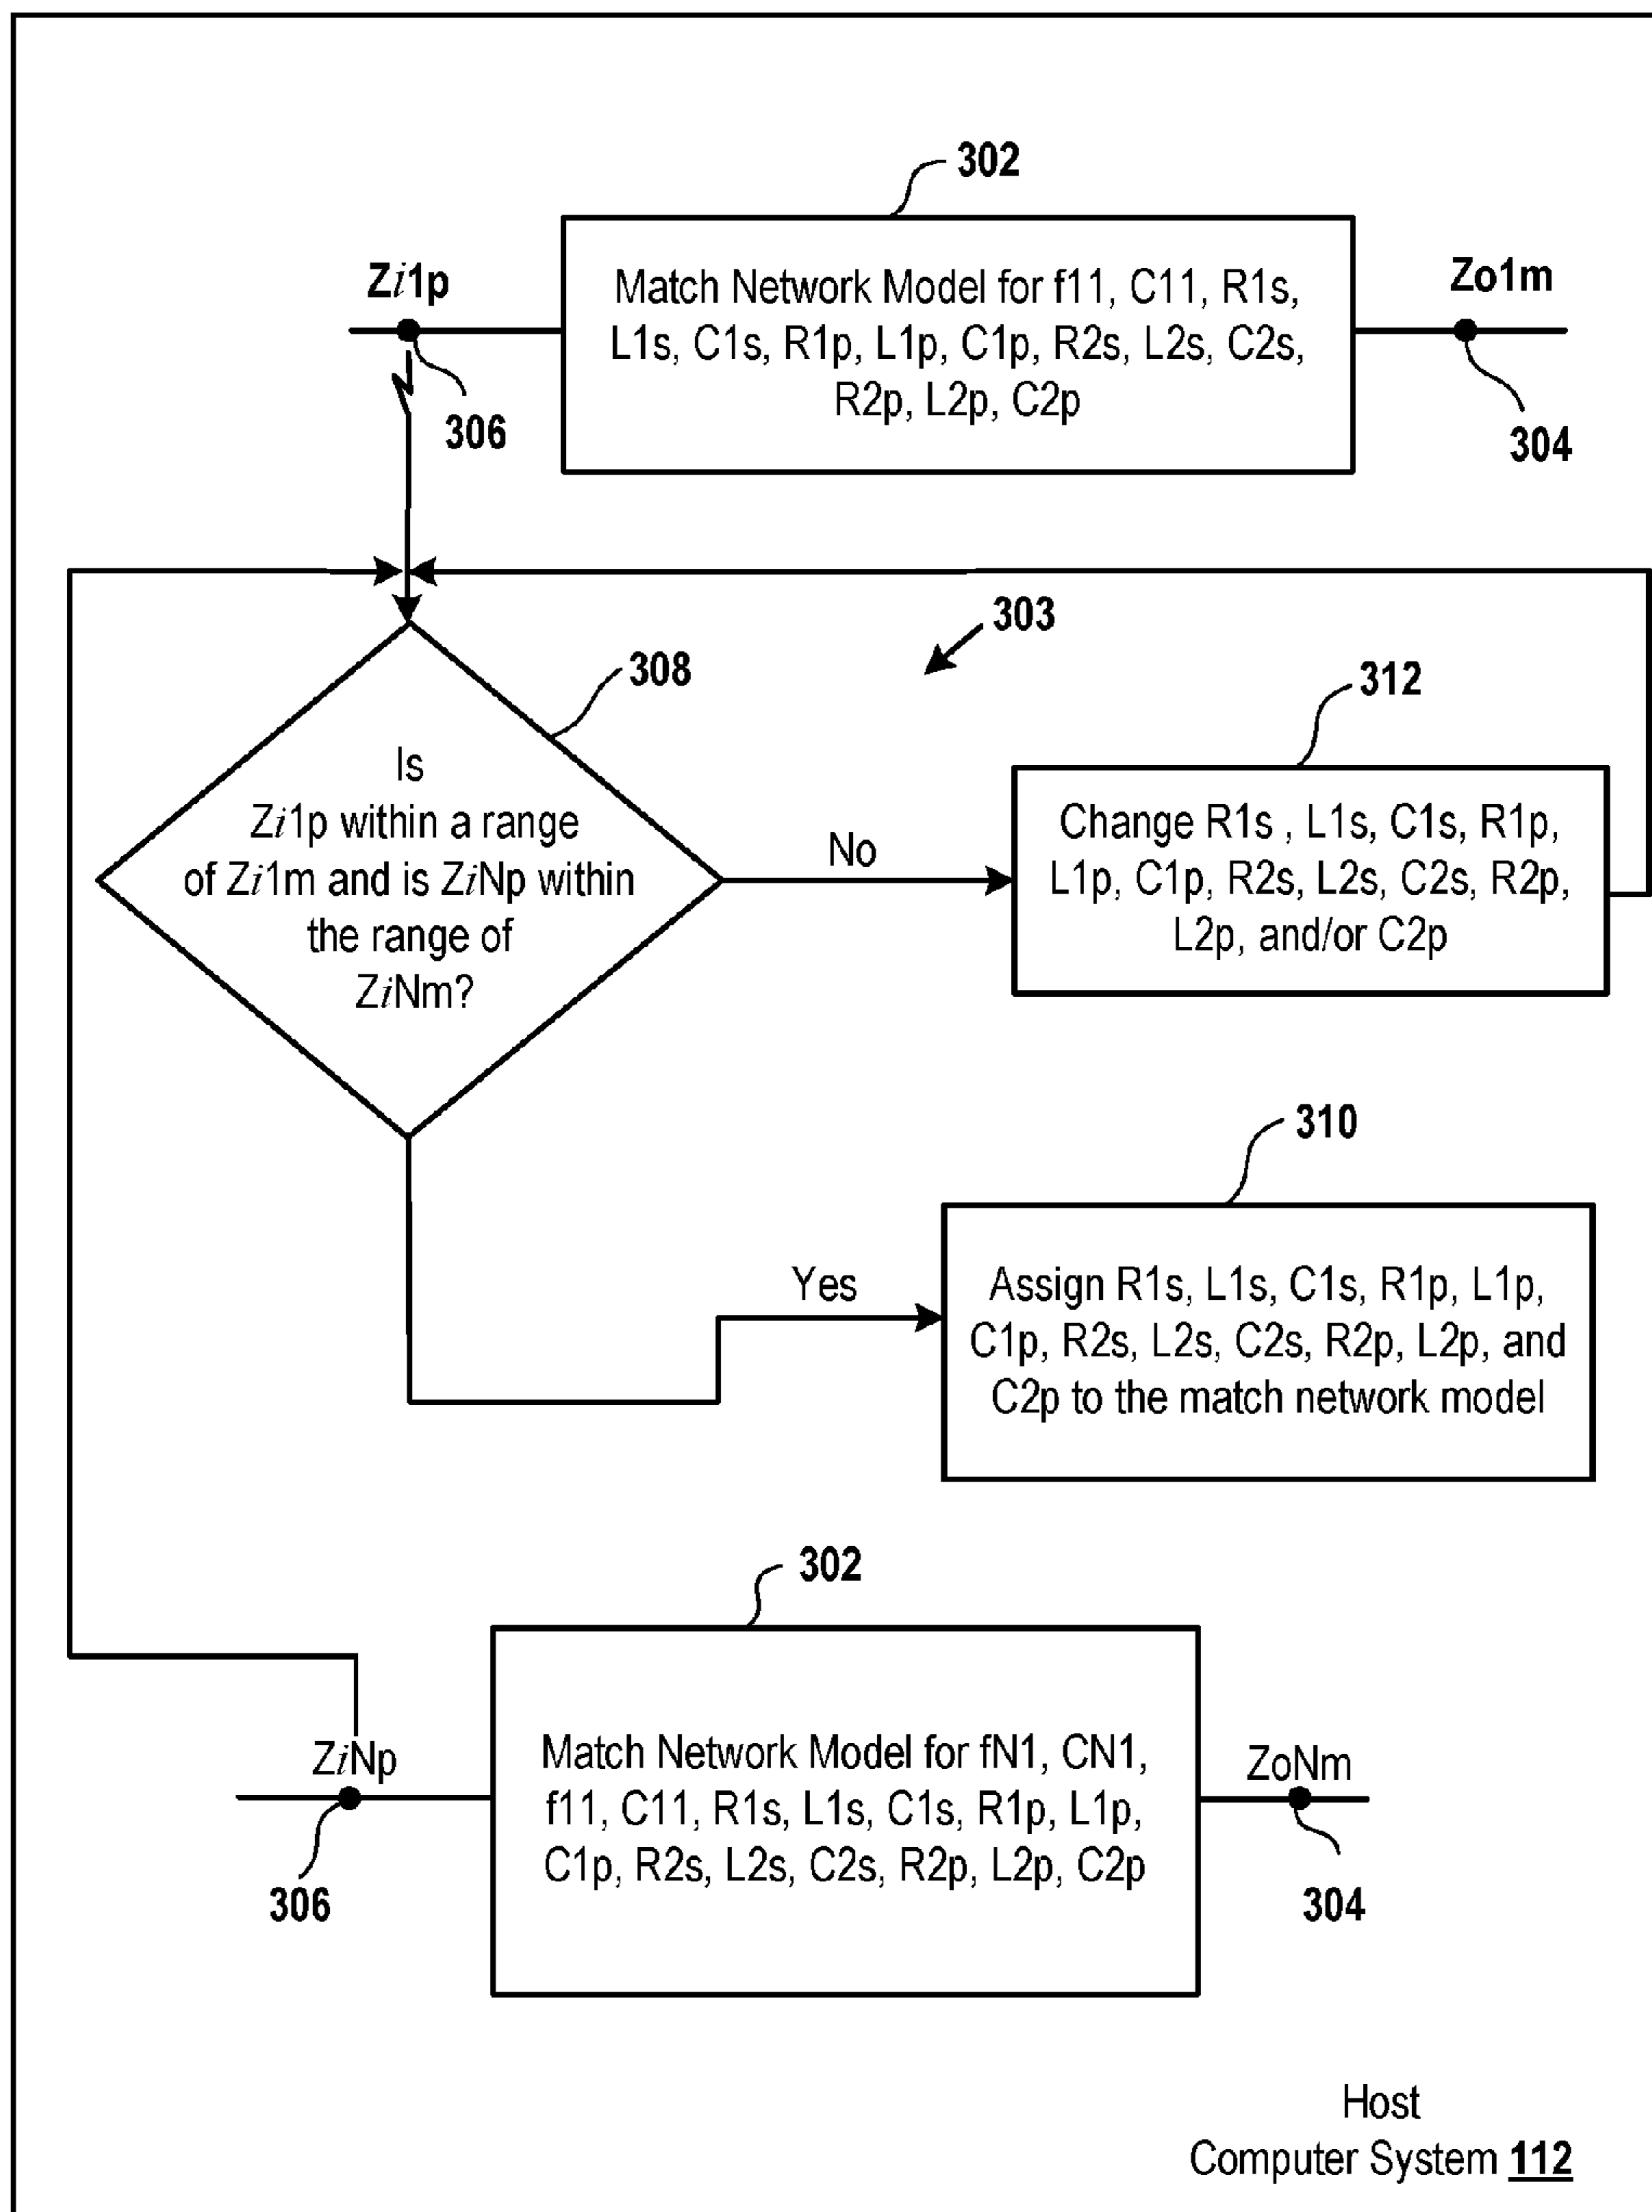 302
Zi1p
Zo1m
Match Network Model for f11, C11, R1s,
L1s, C1s, R1p, L1p, C1p, R2s, L2s, C2s,
R2p, L2p, C2p
306
304
303
308
312
Is
Zi1p within a range
of Zi1m and is ZiNp within
the range of
ZiNm?
No
Change R1s , L1s, C1s, R1p,
L1p, C1p, R2s, L2s, C2s, R2p,
L2p, and/or C2p
310
Yes
Assign R1s, L1s, C1s, R1p, L1p,
C1p, R2s, L2s, C2s, R2p, L2p, and
C2p to the match network model
302
ZiNp
ZoNm
Match Network Model for fN1, CN1,
f11, C11, R1s, L1s, C1s, R1p, L1p,
C1p, R2s, L2s, C2s, R2p, L2p, C2p
306
304
Host
Computer System 112